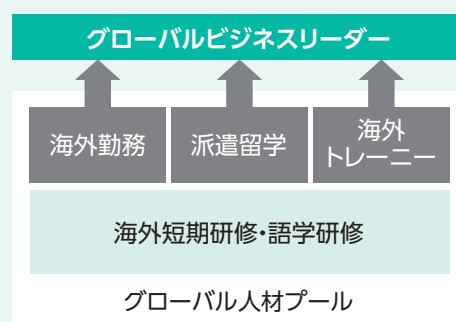 グローバルビジネスリーダー
海外勤務
派遣留学
海外
トレーニー
海外短期研修・語学研修
グローバル人材プール